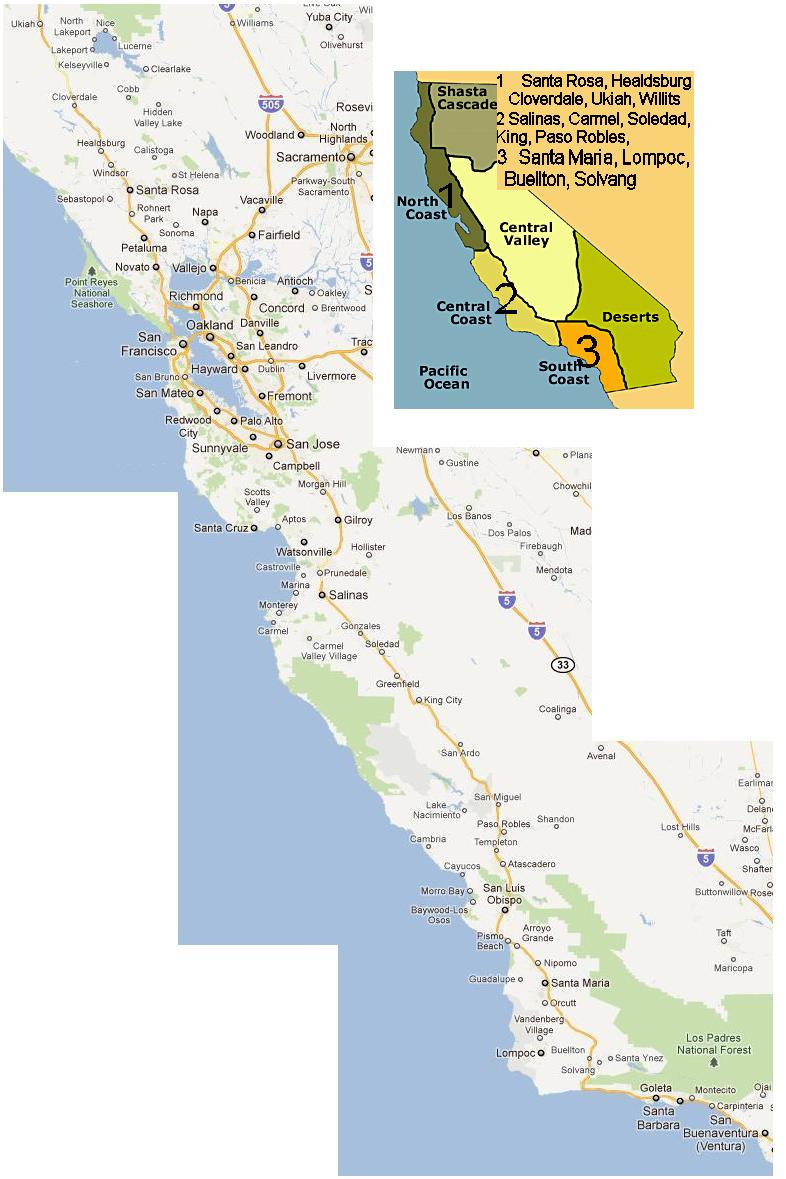 Ukiah
North
Lakeport
Nice
Lakeport
Lucerne
Kelseyville
Clearlake
Williams
Yuba City
Olivehurst
Cloverdale
Cobb
Hidden
Valley Lake
505
Healdsburg
Calistoga
Woodland
North
Highlands
Sacramento
Windsor
St Helena
Parkway-South
Sacramento
Santa Rosa
Sebastopol
Rohnert
Park
Napa
Sonoma
Vacaville
Petaluma
Fairfield
Novato
Vallejo
5
Point Reyes
National
Seashore
Benicia
Antioch
Oakley
Richmond
Concord
Brentwood
San
Francisco
Oakland
Danville
San Leandro
Trac
Hayward
Dublin
Livermore
San Bruno
San Mateo
Fremont
Redwood
City
Palo Alto
Sunnyvale
San Jose
Campbell
Morgan Hill
Scotts
Valley
Santa Cruz
Aptos
Gilroy
Watsonville
Hollister
Castroville
Prunedale
Marina
Salinas
Monterey
Carmel
Gonzales
Carmel
Valley Village
Soledad
Greenfield
King City
San Ardo
Newman
Gustine
Plana
Chowchil
Los Banos
Dos Palos
Mad
Firebaugh
Mendota
5
5
33
Coalinga
Avenal
San Miguel
Lake
Nacimiento
Paso Robles
Shandon
Cambria
Templeton
Atascadero
Cayucos
Morro Bay
San Luis
Obispo
Baywood-Los
Osos
Pismo
Beach
Arroyo
Grande
Nipomo
Guadalupe
Santa Maria
Orcutt
Vandenberg
Village
Lompoc
Buellton
Solvang
Santa Ynez
Earlimar
Delano
Lost Hills
McFarla
Wasco
5
Shafter
Buttonwillow
Rosed
Taft
Maricopa
Los Padres
National Forest
Goleta
Santa
Barbara
Montecito
Carpinteria
Ojai
San
Buenaventura
(Ventura)
1 Santa Rosa, Healdsburg
Cloverdale, Ukiah, Willits
2 Salinas, Carmel, Soledad,
King, Paso Robles,
3 Santa Maria, Lompoc,
Buellton, Solvang
Shasta
Cascade
North
Coast
1
Central
Valley
Central
Coast
2
Deserts
3
South
Coast
Pacific
Ocean